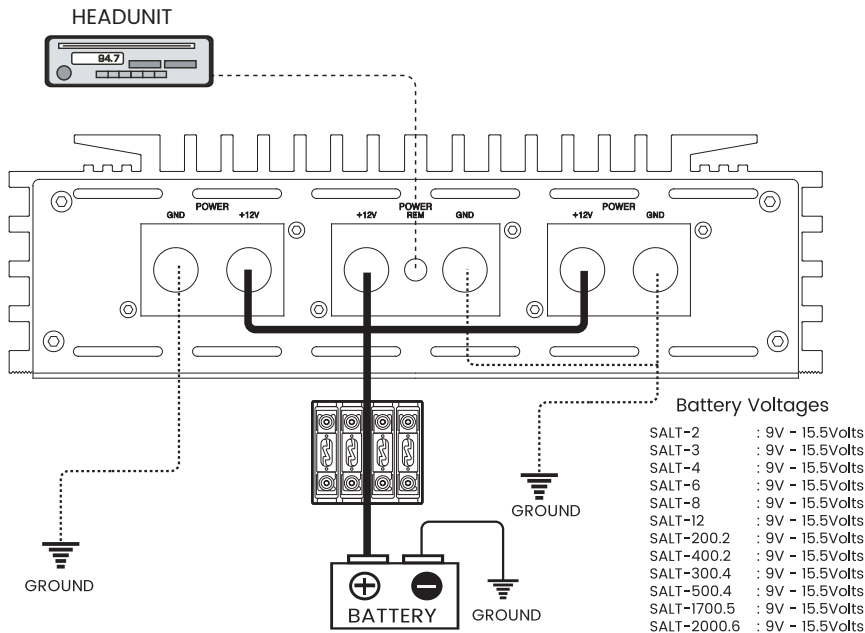 HEADUNIT
94.7
POWER
GND +12V
POWER
+12V REM GND
POWER
+12V GND
Battery Voltages
SALT-2 : 9V - 15.5Volts
SALT-3 : 9V - 15.5Volts
SALT-4 : 9V - 15.5Volts
SALT-6 : 9V - 15.5Volts
SALT-8 : 9V - 15.5Volts
SALT-12 : 9V - 15.5Volts
SALT-200.2 : 9V - 15.5Volts
SALT-400.2 : 9V - 15.5Volts
SALT-300.4 : 9V - 15.5Volts
SALT-500.4 : 9V - 15.5Volts
SALT-1700.5 : 9V - 15.5Volts
SALT-2000.6 : 9V - 15.5Volts
GROUND
GROUND
BATTERY
GROUND